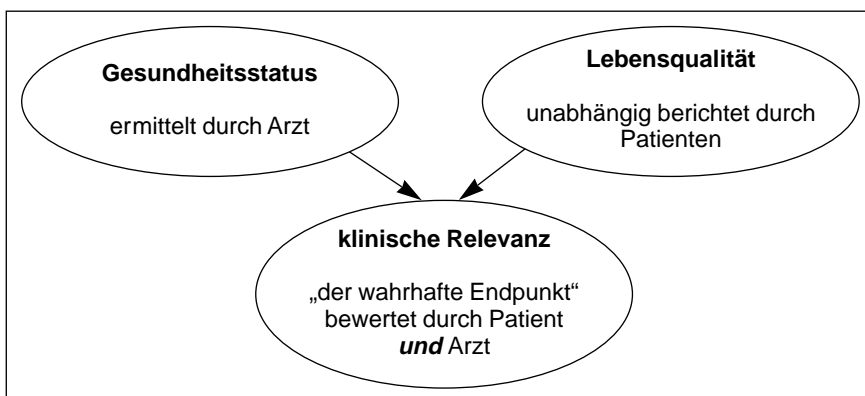 Gesundheitsstatus
ermittelt durch Arzt
Lebensqualität
unabhängig berichtet durch
Patienten
klinische Relevanz
„der wahrhafte Endpunkt“
bewertet durch Patient
und Arzt